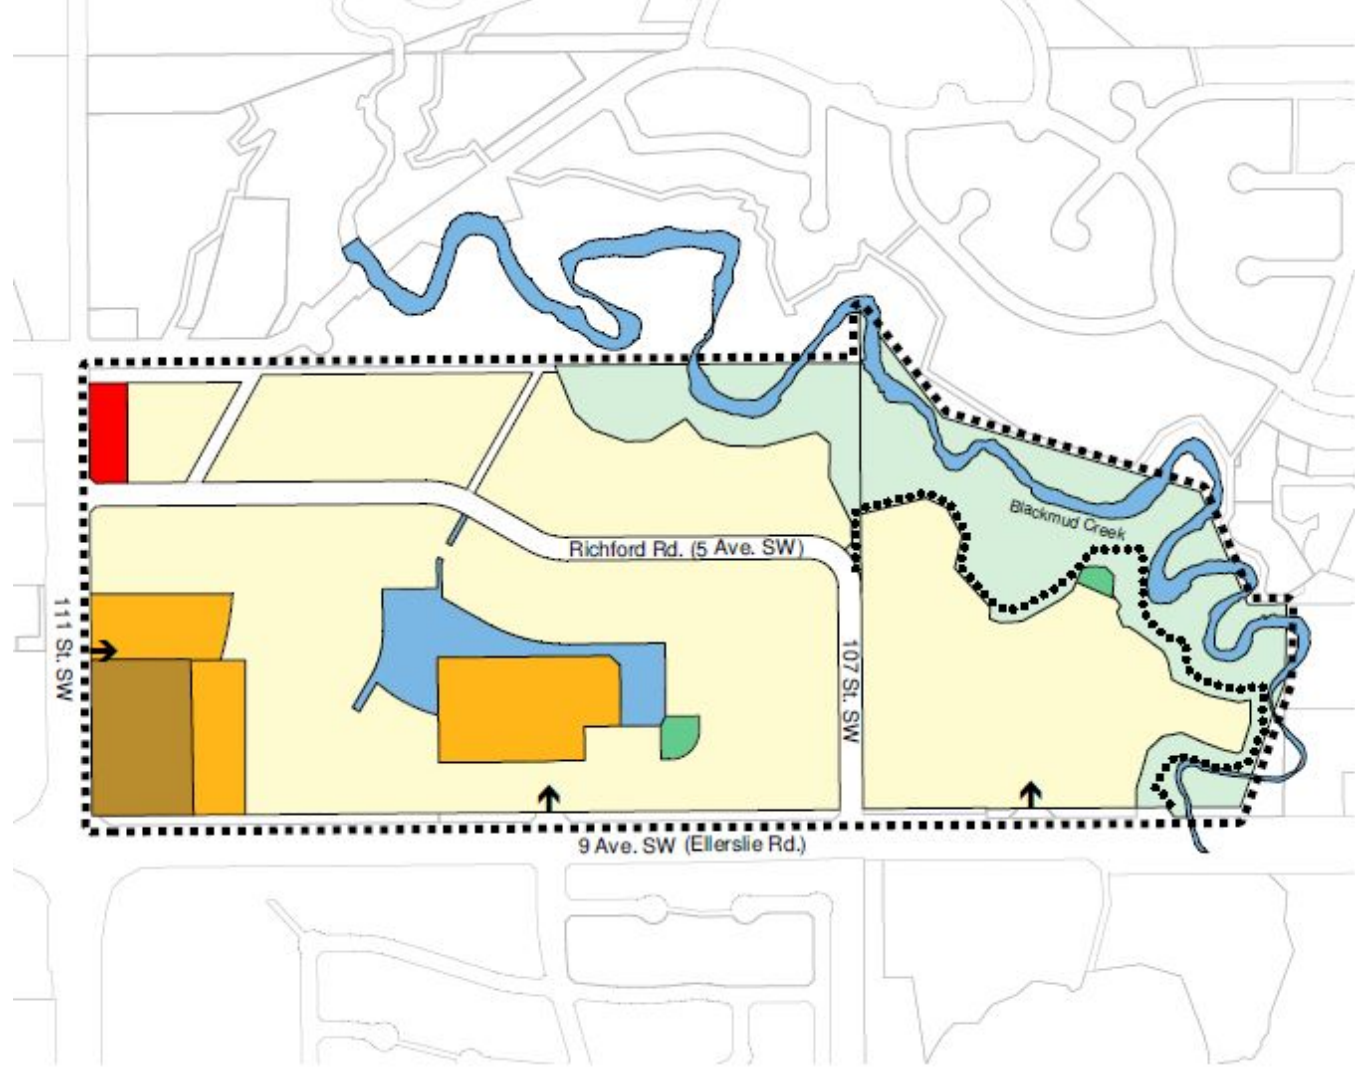 Blackmud Creek
Richford Rd. (5 Ave. SW)
111 St. SW
107 St. SW
9 Ave. SW (Ellerslie Rd.)